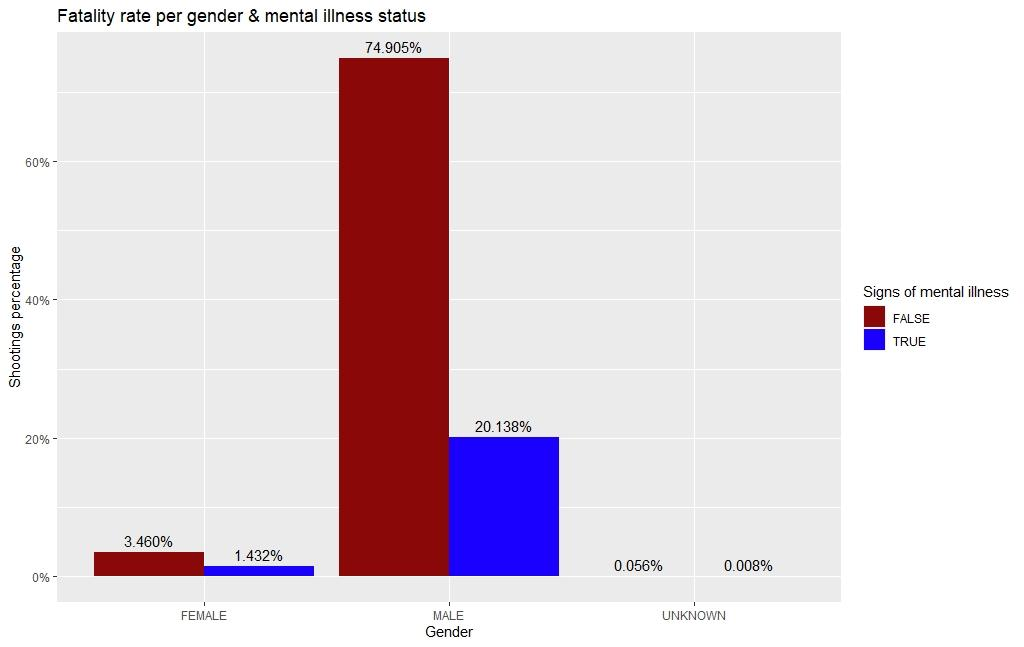 Fatality rate per gender & mental illness status
74.905%
60%
Shootings percentage
Signs of mental illness
FALSE
TRUE
40%
20.138%
20%
3.460%
1.432%
0.056%
0.008%
0%
FEMALE
MALE
UNKNOWN
Gender